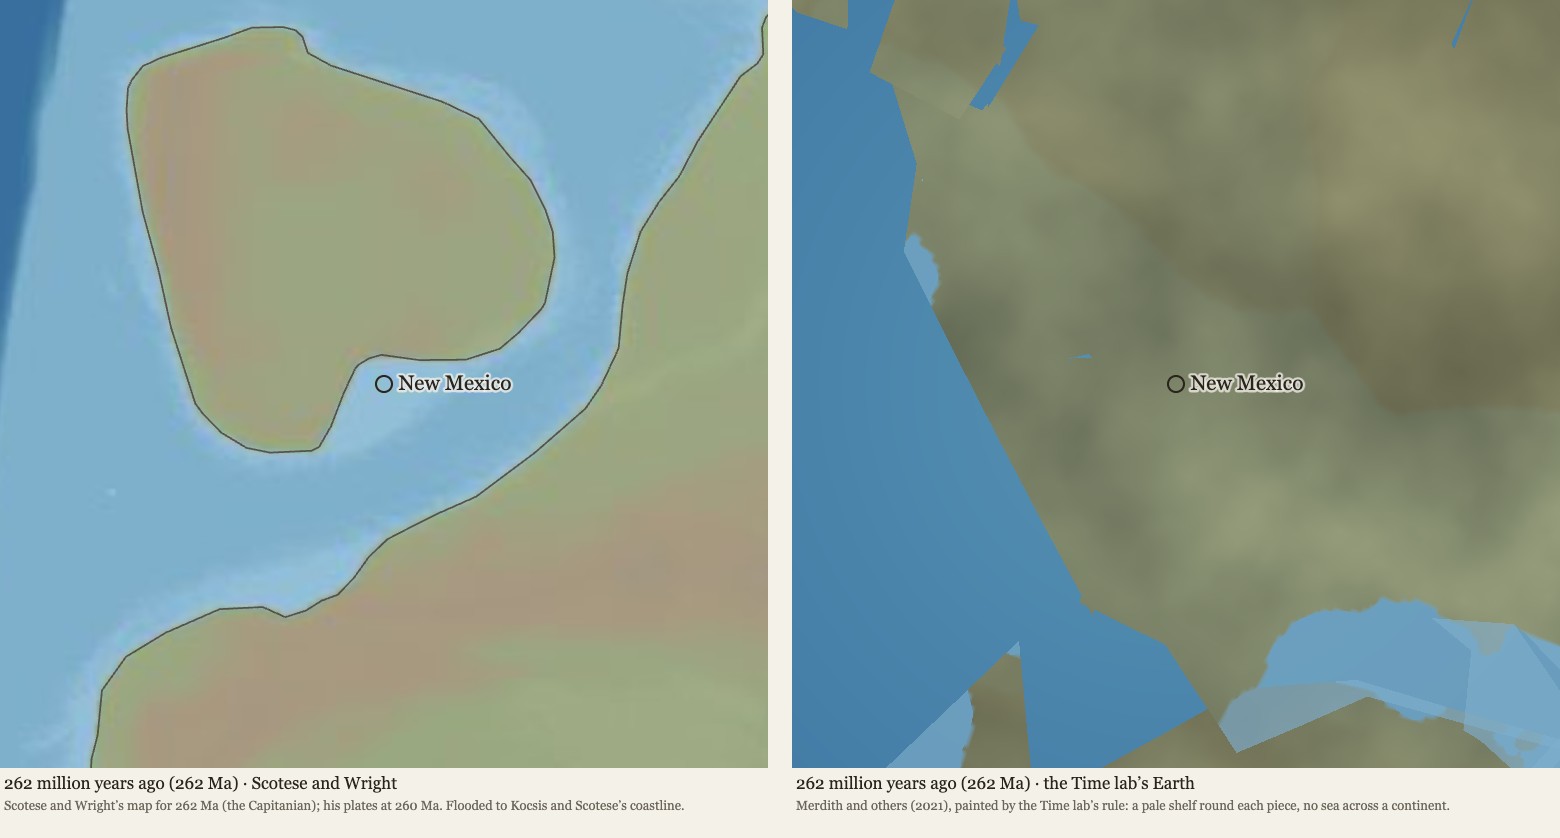 New Mexico
New Mexico
262 million years ago (262 Ma) · Scotese and Wright
Scotese and Wright's map for 262 Ma (the Capitanian); his plates at 260 Ma. Flooded to Kocsis and Scotese's coastline.
262 million years ago (262 Ma) · the Time lab's Earth
Merdith and others (2021), painted by the Time lab's rule: a pale shelf round each piece, no sea across a continent.